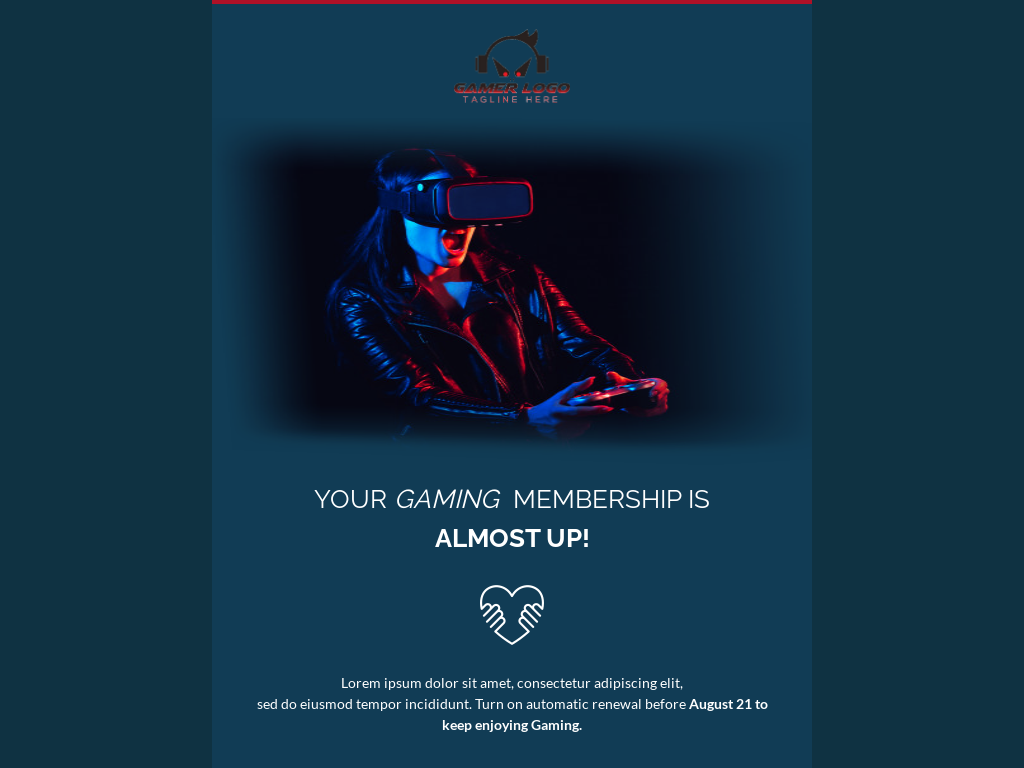 GAMER LOGO
TAGLINE HERE
YOUR GAMING MEMBERSHIP IS
ALMOST UP!
Lorem ipsum dolor sit amet, consectetur adipiscing elit,
sed do eiusmod tempor incididunt. Turn on automatic renewal before August 21 to
keep enjoying Gaming.